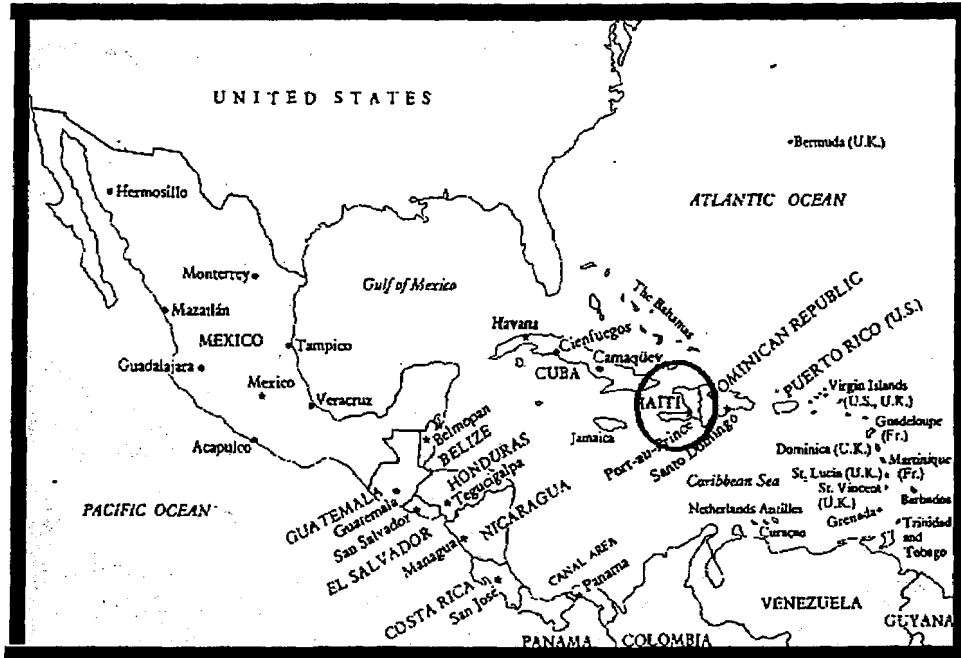 UNITED STATES
Bermuda (U.K.)
ATLANTIC OCEAN
Hermosillo
Monterrey
Gulf of Mexico
The Bahamas
Mazatlán
MEXICO
Tampico
Guadalajara
Mexico
Veracruz
Acapulco
Havana
Cienfuegos
Camaqüev
CUBA
HAITI
DOMINICAN REPUBLIC
PUERTO RICO (U.S.)
Virgin Islands
(U.S., U.K.)
Guadeloupe
(Fr.)
Jamaica
Port-au-Prince
Santo Domingo
Dominica (U.K.)
Martinique
(Fr.)
Caribbean Sea
St. Lucia (U.K.)
St. Vincent
(U.K.)
Barbados
Netherlands Antilles
Curaçao
Grenada
Trinidad
and
Tobago
Belmopan
BELIZE
HONDURAS
Tegucigalpa
PACIFIC OCEAN
GUATEMALA
Guatemala
San Salvador
EL SALVADOR
NICARAGUA
Managua
COSTA RICA
San José
CANAL AREA
Panama
PANAMA
COLOMBIA
VENEZUELA
GUYANA